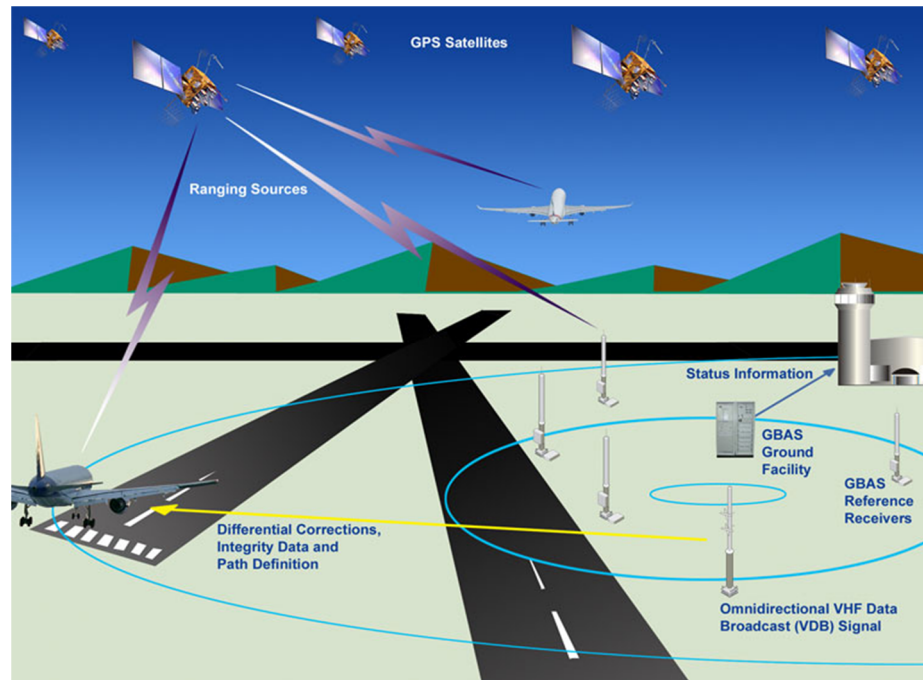 GPS Satellites
Ranging Sources
Status Information
GBAS
Ground
Facility
GBAS
Reference
Receivers
Differential Corrections,
Integrity Data and
Path Definition
Omnidirectional VHF Data
Broadcast (VDB) Signal